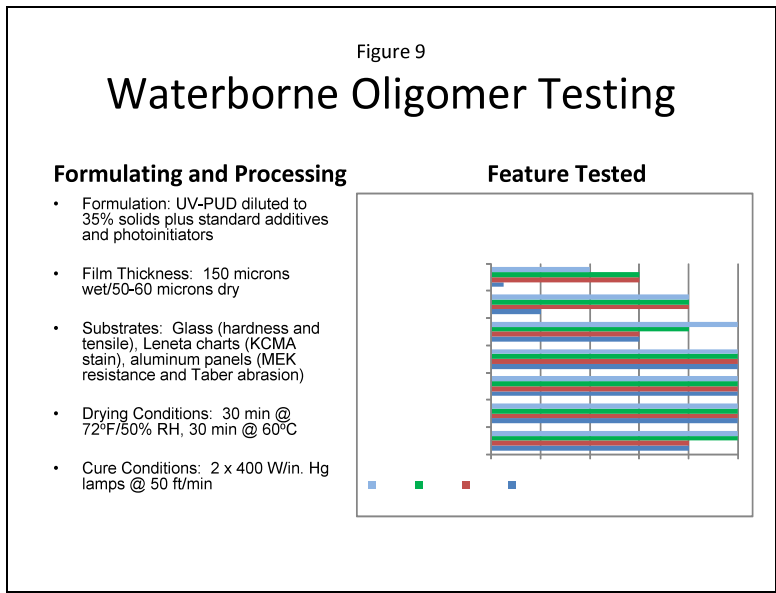 Figure 9
Waterborne Oligomer Testing
Formulating and Processing
• Formulation: UV-PUD diluted to
35% solids plus standard additives
and photoinitiators
• Film Thickness: 150 microns
wet/50-60 microns dry
• Substrates: Glass (hardness and
tensile), Leneta charts (KCMA
stain), aluminum panels (MEK
resistance and Taber abrasion)
• Drying Conditions: 30 min @
72ºF/50% RH, 30 min @ 60ºC
• Cure Conditions: 2 x 400 W/in. Hg
lamps @ 50 ft/min
Feature Tested